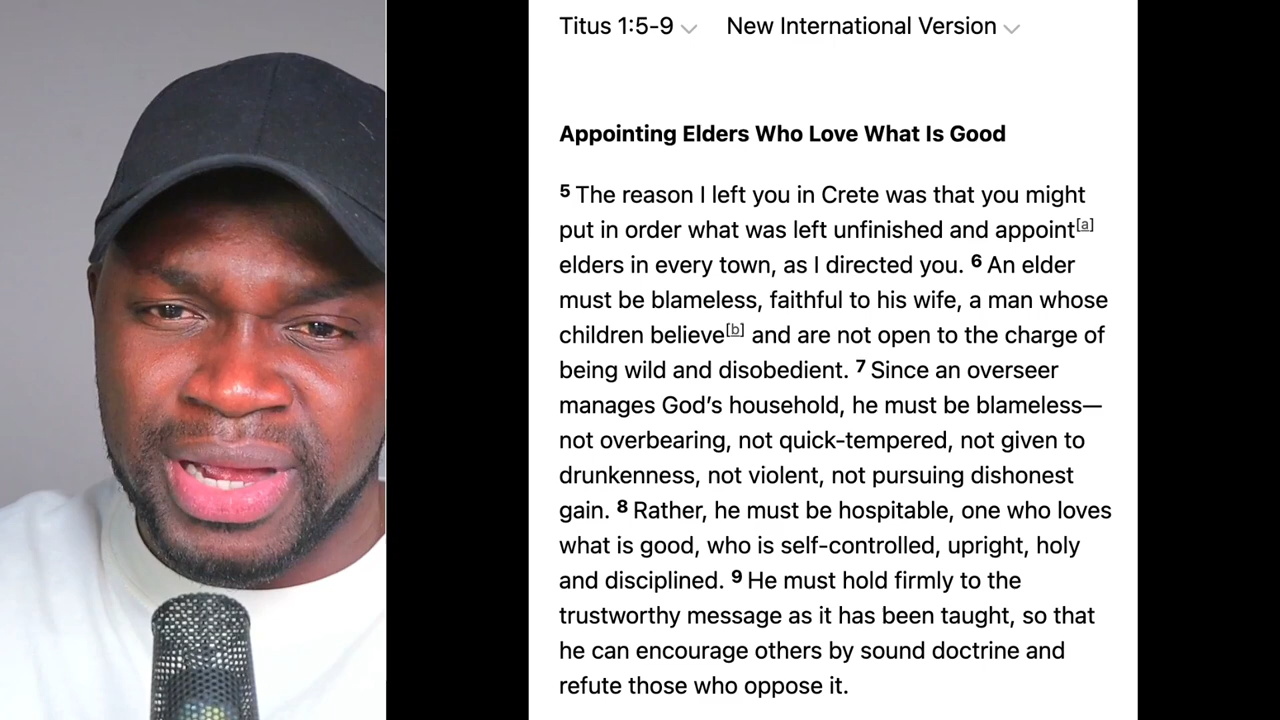 Titus 1:5-9 New International Version
Appointing Elders Who Love What Is Good
5 The reason I left you in Crete was that you might
put in order what was left unfinished and appoint[a]
elders in every town, as I directed you. 6 An elder
must be blameless, faithful to his wife, a man whose
children believe[b] and are not open to the charge of
being wild and disobedient. 7 Since an overseer
manages God’s household, he must be blameless—
not overbearing, not quick-tempered, not given to
drunkenness, not violent, not pursuing dishonest
gain. 8 Rather, he must be hospitable, one who loves
what is good, who is self-controlled, upright, holy
and disciplined. 9 He must hold firmly to the
trustworthy message as it has been taught, so that
he can encourage others by sound doctrine and
refute those who oppose it.